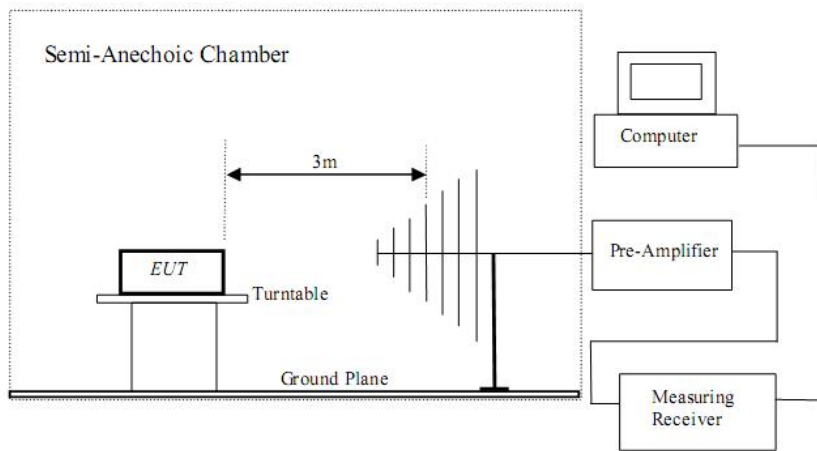 Semi-Anechoic Chamber
Computer
3m
Pre-Amplifier
EUT
Turntable
Ground Plane
Measuring
Receiver